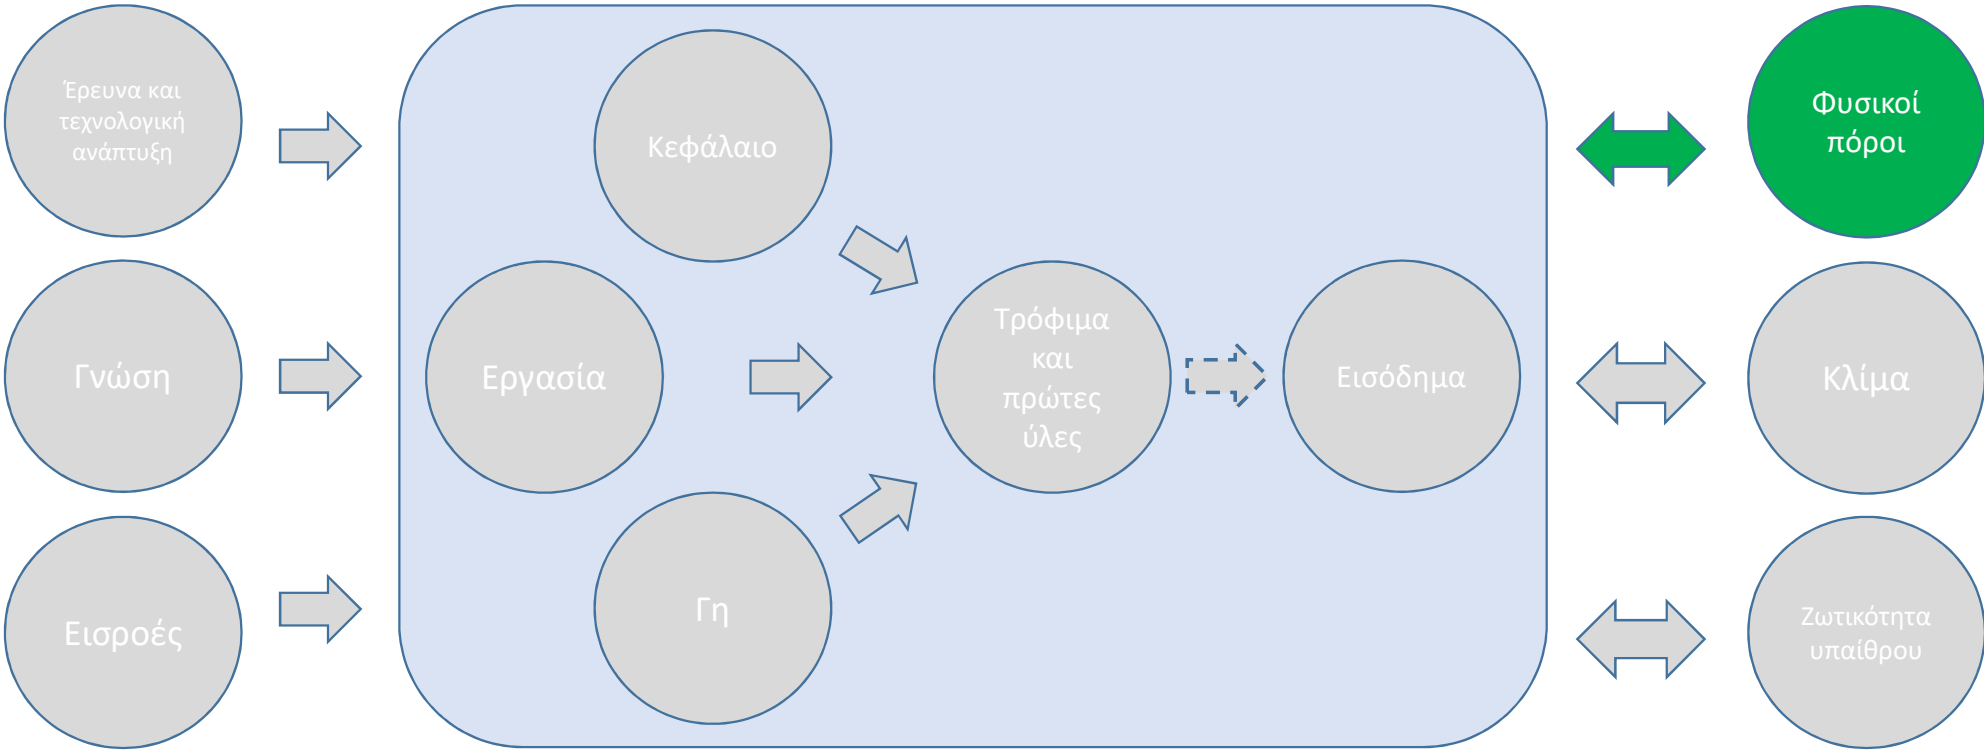 Έρευνα και
τεχνολογική
ανάπτυξη
Γνώση
Εισροές
Κεφάλαιο
Εργασία
Γη
Τρόφιμα
και
πρώτες
ύλες
Εισόδημα
Φυσικοί
πόροι
Κλίμα
Ζωτικότητα
υπαίθρου